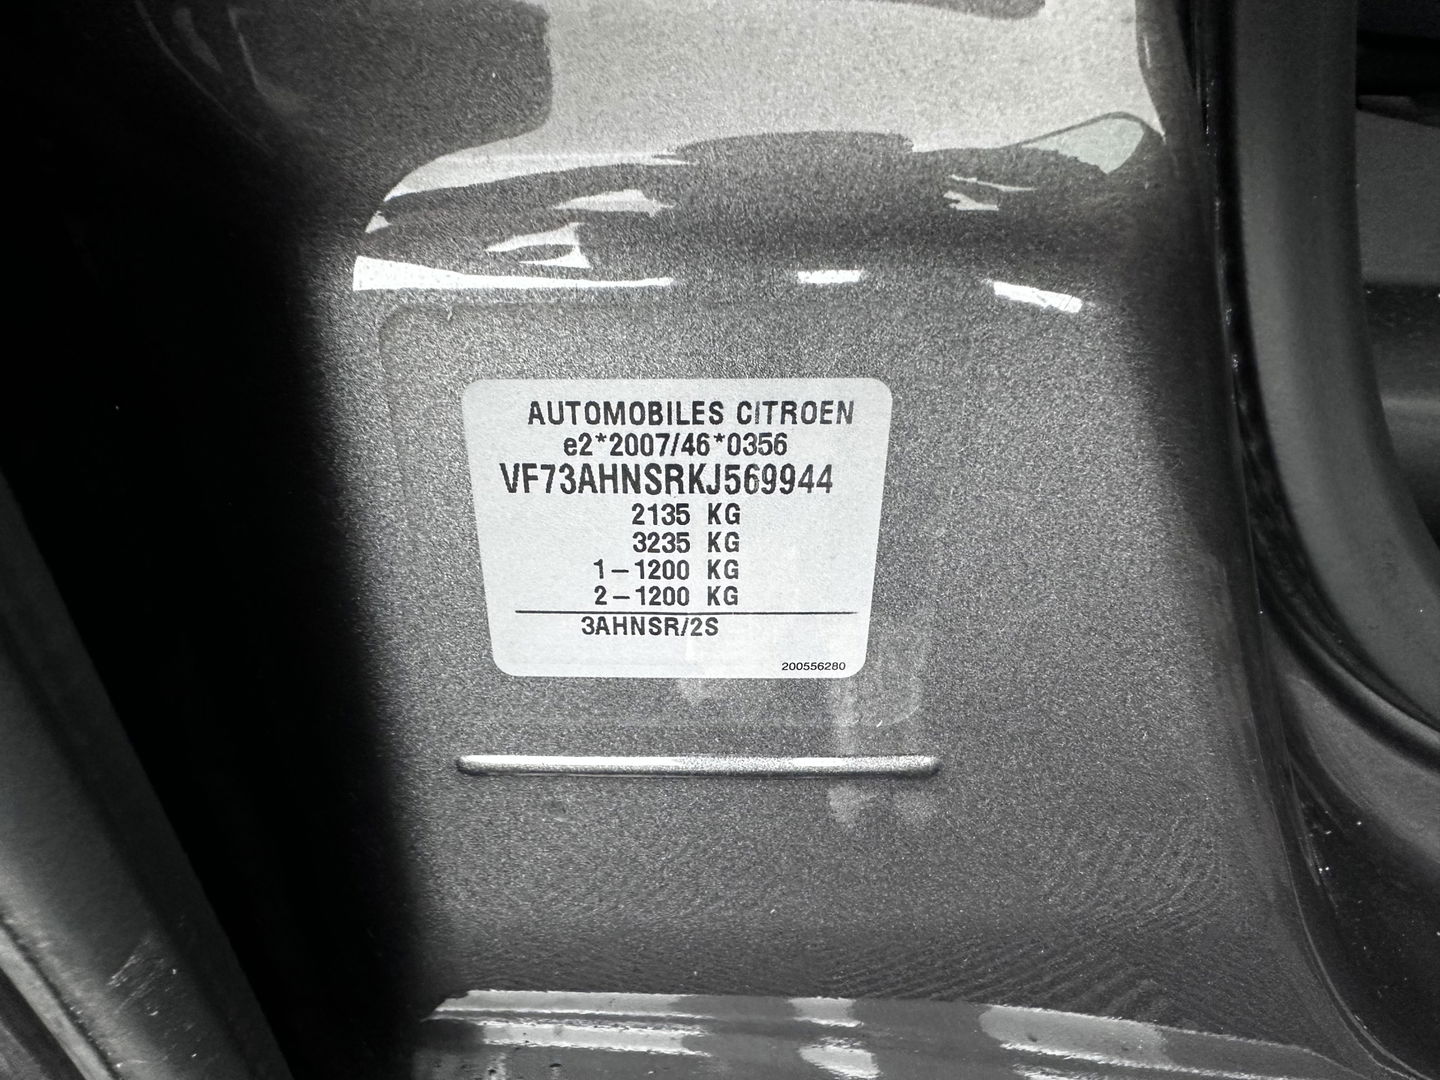 AUTOMOBILES CITROEN
e2*2007/46*0356
VF73AHNSRKJ569944
2135 KG
3235 KG
1-1200 KG
2-1200 KG
3AHNSR/2S
200556280